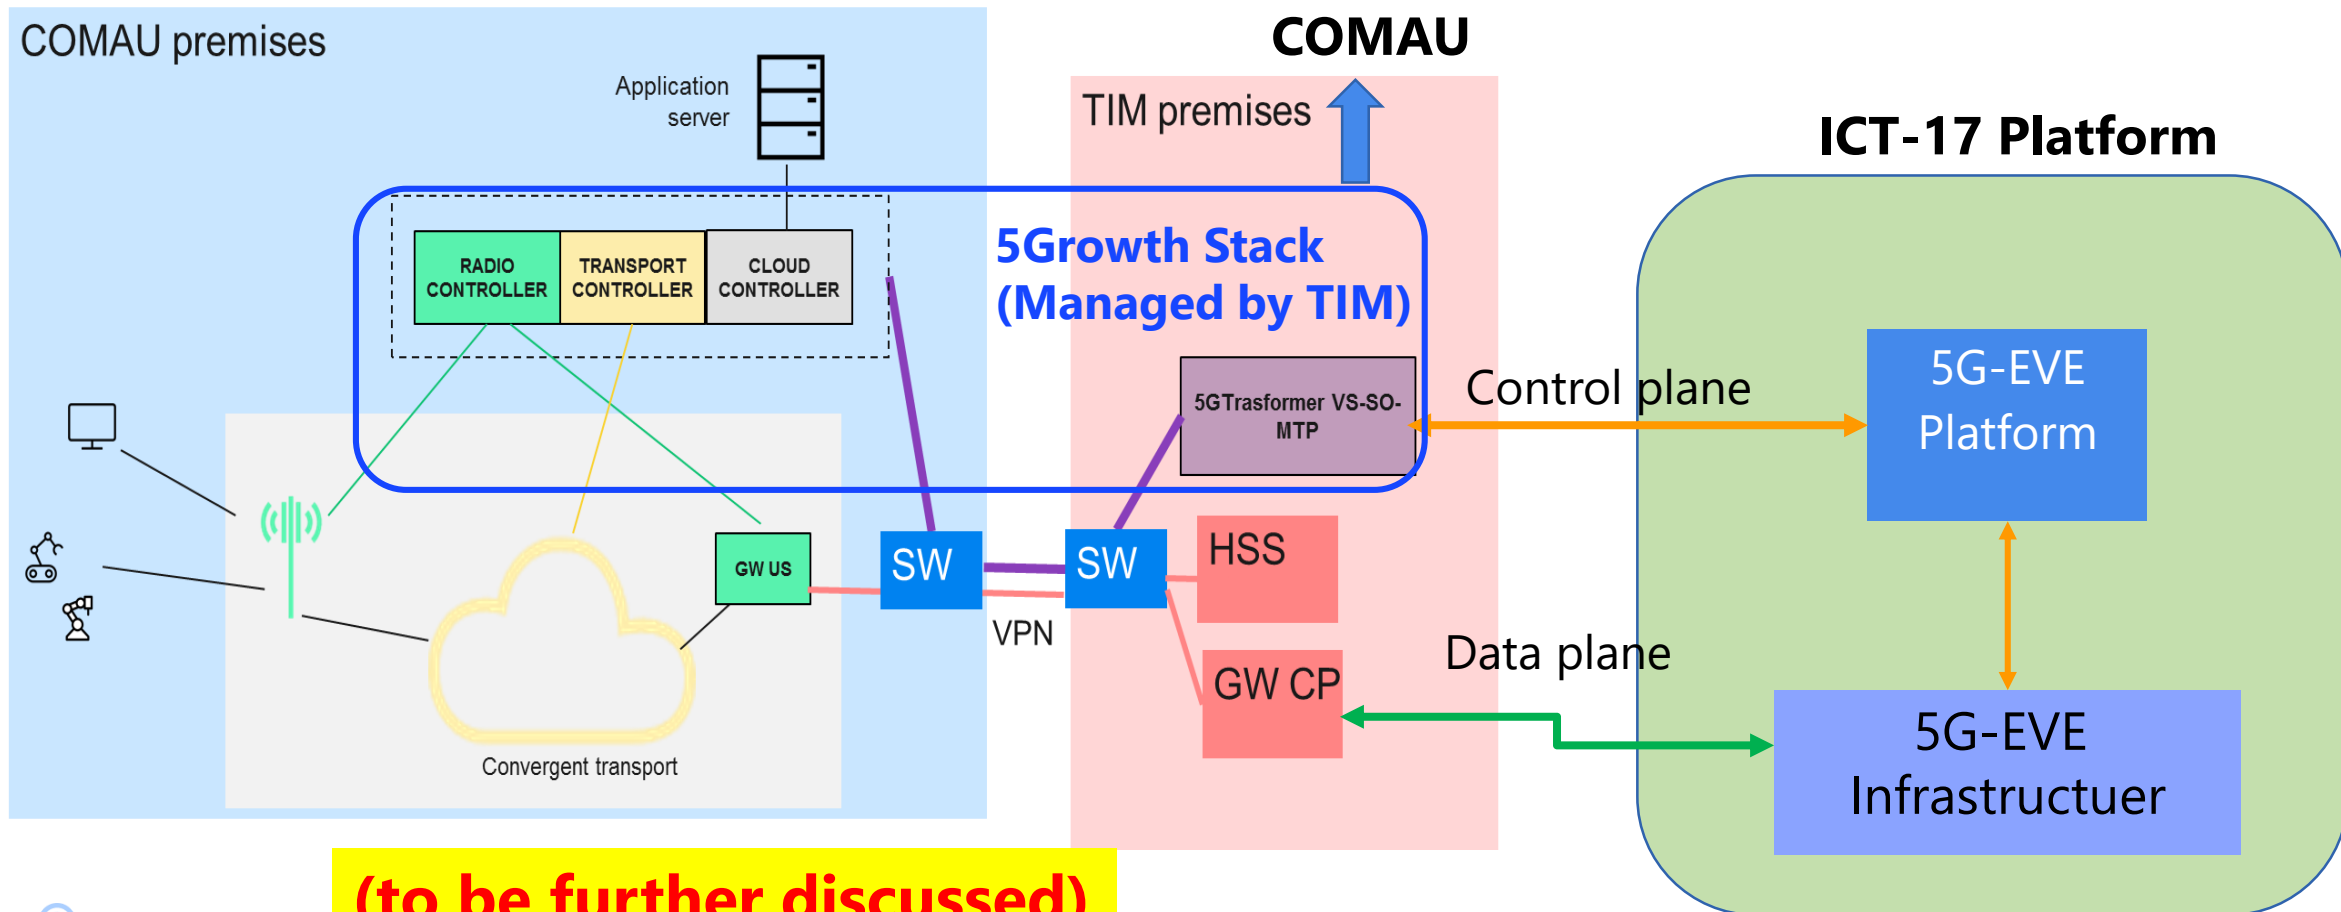 COMAU premises
Application
server
RADIO
CONTROLLER
TRANSPORT
CONTROLLER
CLOUD
CONTROLLER
GW US
Convergent transport
SW
VPN
COMAU
TIM premises
5Growth Stack
(Managed by TIM)
5GTrasformer VS-SO-
MTP
SW
HSS
GW CP
Control plane
Data plane
ICT-17 Platform
5G-EVE
Platform
5G-EVE
Infrastructuer
(to be further discussed)